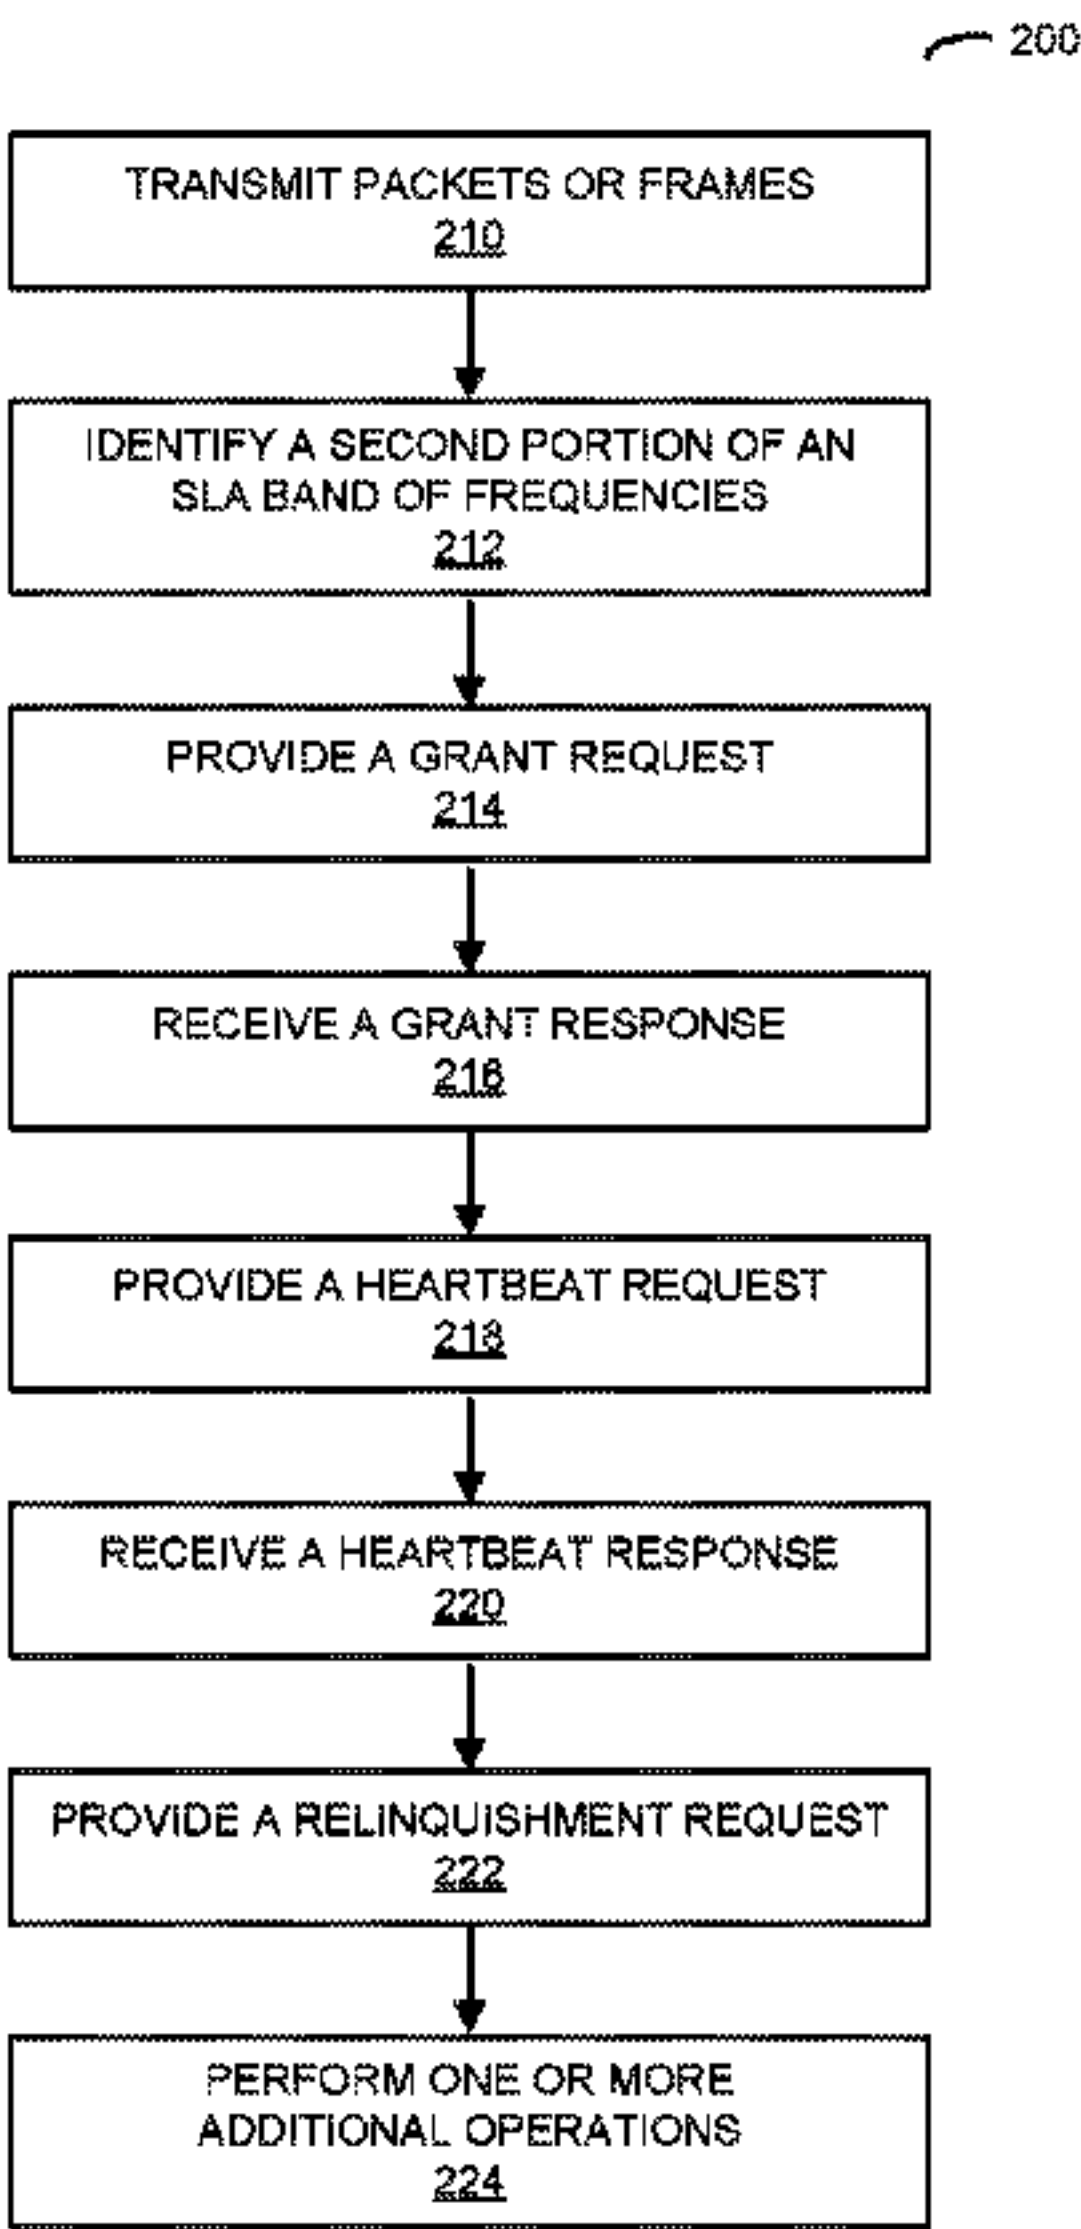 200
TRANSMIT PACKETS OR FRAMES
210
IDENTIFY A SECOND PORTION OF AN
SLA BAND OF FREQUENCIES
212
PROVIDE A GRANT REQUEST
214
RECEIVE A GRANT RESPONSE
216
PROVIDE A HEARTBEAT REQUEST
218
RECEIVE A HEARTBEAT RESPONSE
220
PROVIDE A RELINQUISHMENT REQUEST
222
PERFORM ONE OR MORE
ADDITIONAL OPERATIONS
224